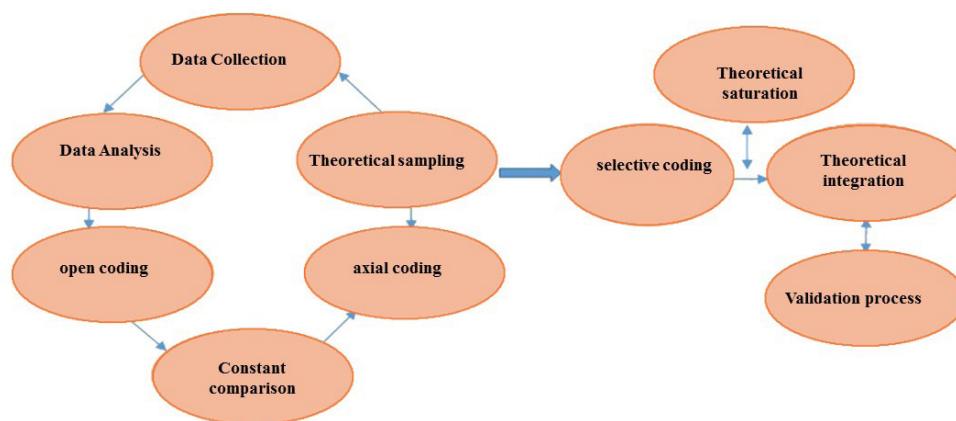 Data Collection
Theoretical
saturation
Data Analysis
Theoretical sampling
selective coding
Theoretical
integration
open coding
axial coding
Validation process
Constant
comparison